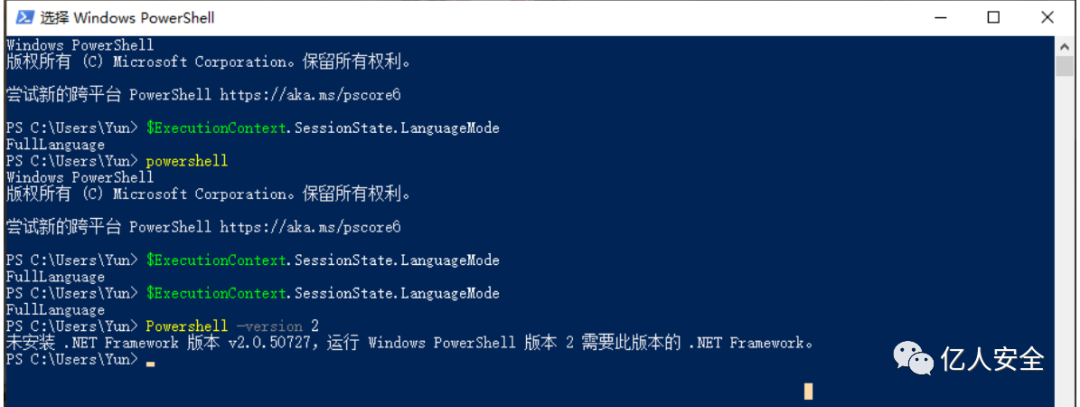 选择 Windows PowerShell
Windows PowerShell
版权所有 (C) Microsoft Corporation。保留所有权利。
尝试新的跨平台 PowerShell https://aka.ms/pscore6
PS C:\Users\Yun> $ExecutionContext.SessionState.LanguageMode
FullLanguage
PS C:\Users\Yun> powershell
Windows PowerShell
版权所有 (C) Microsoft Corporation。保留所有权利。
尝试新的跨平台 PowerShell https://aka.ms/pscore6
PS C:\Users\Yun> $ExecutionContext.SessionState.LanguageMode
FullLanguage
PS C:\Users\Yun> $ExecutionContext.SessionState.LanguageMode
FullLanguage
PS C:\Users\Yun> Powershell -version 2
未安装 .NET Framework 版本 v2.0.50727，运行 Windows PowerShell 版本 2 需要此版本的 .NET Framework。
PS C:\Users\Yun>
亿人安全